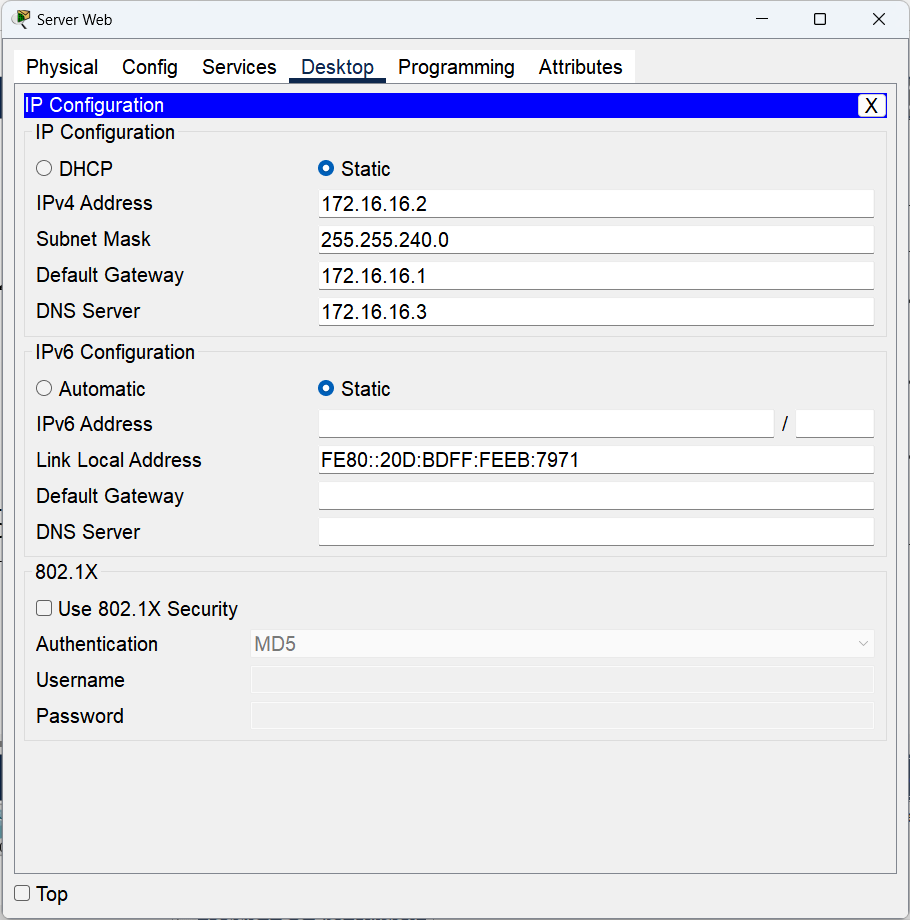 Server Web
Physical Config Services Desktop Programming Attributes
IP Configuration X
IP Configuration
DHCP Static
IPv4 Address 172.16.16.2
Subnet Mask 255.255.240.0
Default Gateway 172.16.16.1
DNS Server 172.16.16.3
IPv6 Configuration
Automatic Static
IPv6 Address /
Link Local Address FE80::20D:BDFF:FEEB:7971
Default Gateway
DNS Server
802.1X
Use 802.1X Security
Authentication MD5
Username
Password
Top